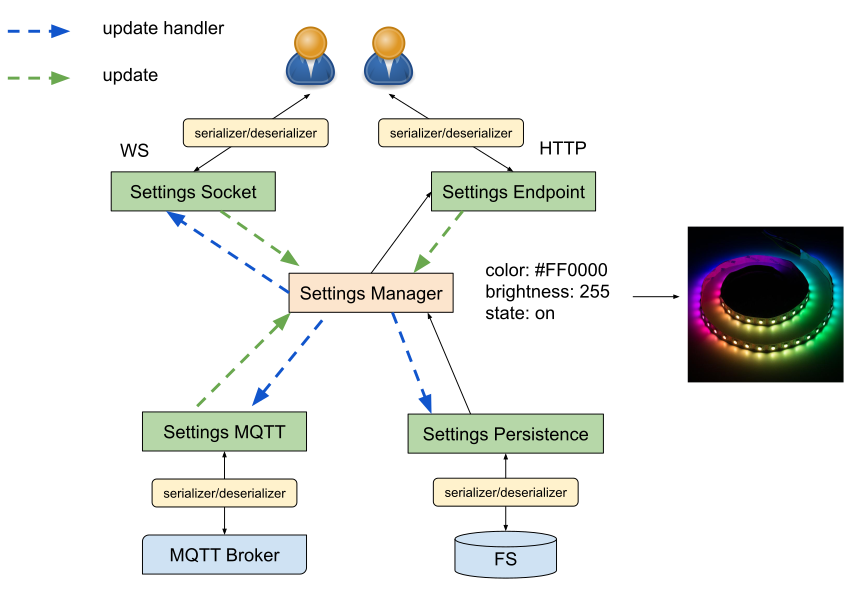 update handler
update
serializer/deserializer
serializer/deserializer
WS
HTTP
Settings Socket
Settings Endpoint
Settings Manager
color: #FF0000
brightness: 255
state: on
Settings MQTT
Settings Persistence
serializer/deserializer
serializer/deserializer
MQTT Broker
FS